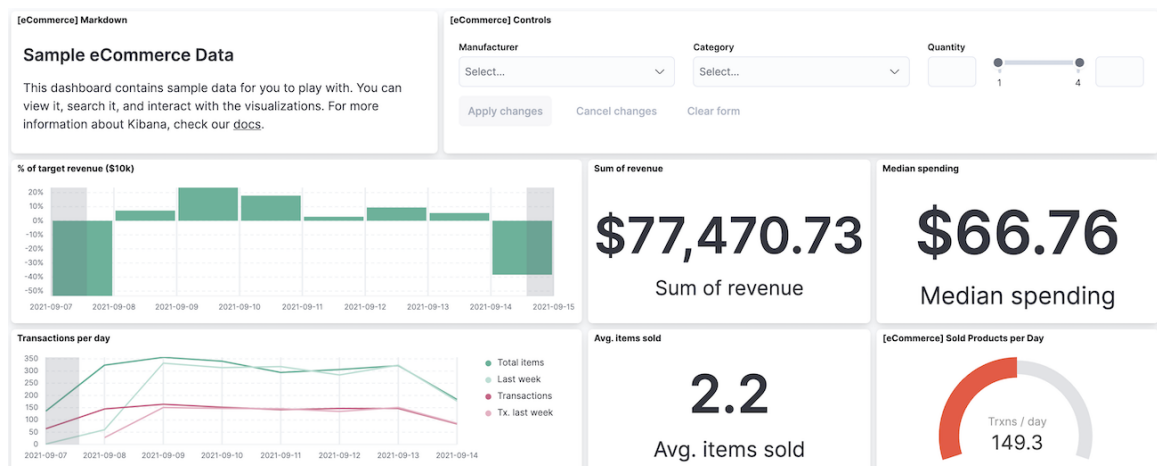 [eCommerce] Markdown
Sample eCommerce Data
This dashboard contains sample data for you to play with. You can
view it, search it, and interact with the visualizations. For more
information about Kibana, check our docs.
[eCommerce] Controls
Manufacturer
Select...
Category
Select...
Quantity
1
4
Apply changes
Cancel changes
Clear form
% of target revenue ($10k)
20%
10%
0%
-10%
-20%
-30%
-40%
-50%
2021-09-07 2021-09-08 2021-09-09 2021-09-10 2021-09-11 2021-09-12 2021-09-13 2021-09-14 2021-09-15
Sum of revenue
$77,470.73
Sum of revenue
Median spending
$66.76
Median spending
Transactions per day
350
300
250
200
150
100
50
0
2021-09-07 2021-09-08 2021-09-09 2021-09-10 2021-09-11 2021-09-12 2021-09-13 2021-09-14
Total items
Last week
Transactions
Tx. last week
Avg. items sold
2.2
Avg. items sold
[eCommerce] Sold Products per Day
Trxns / day
149.3